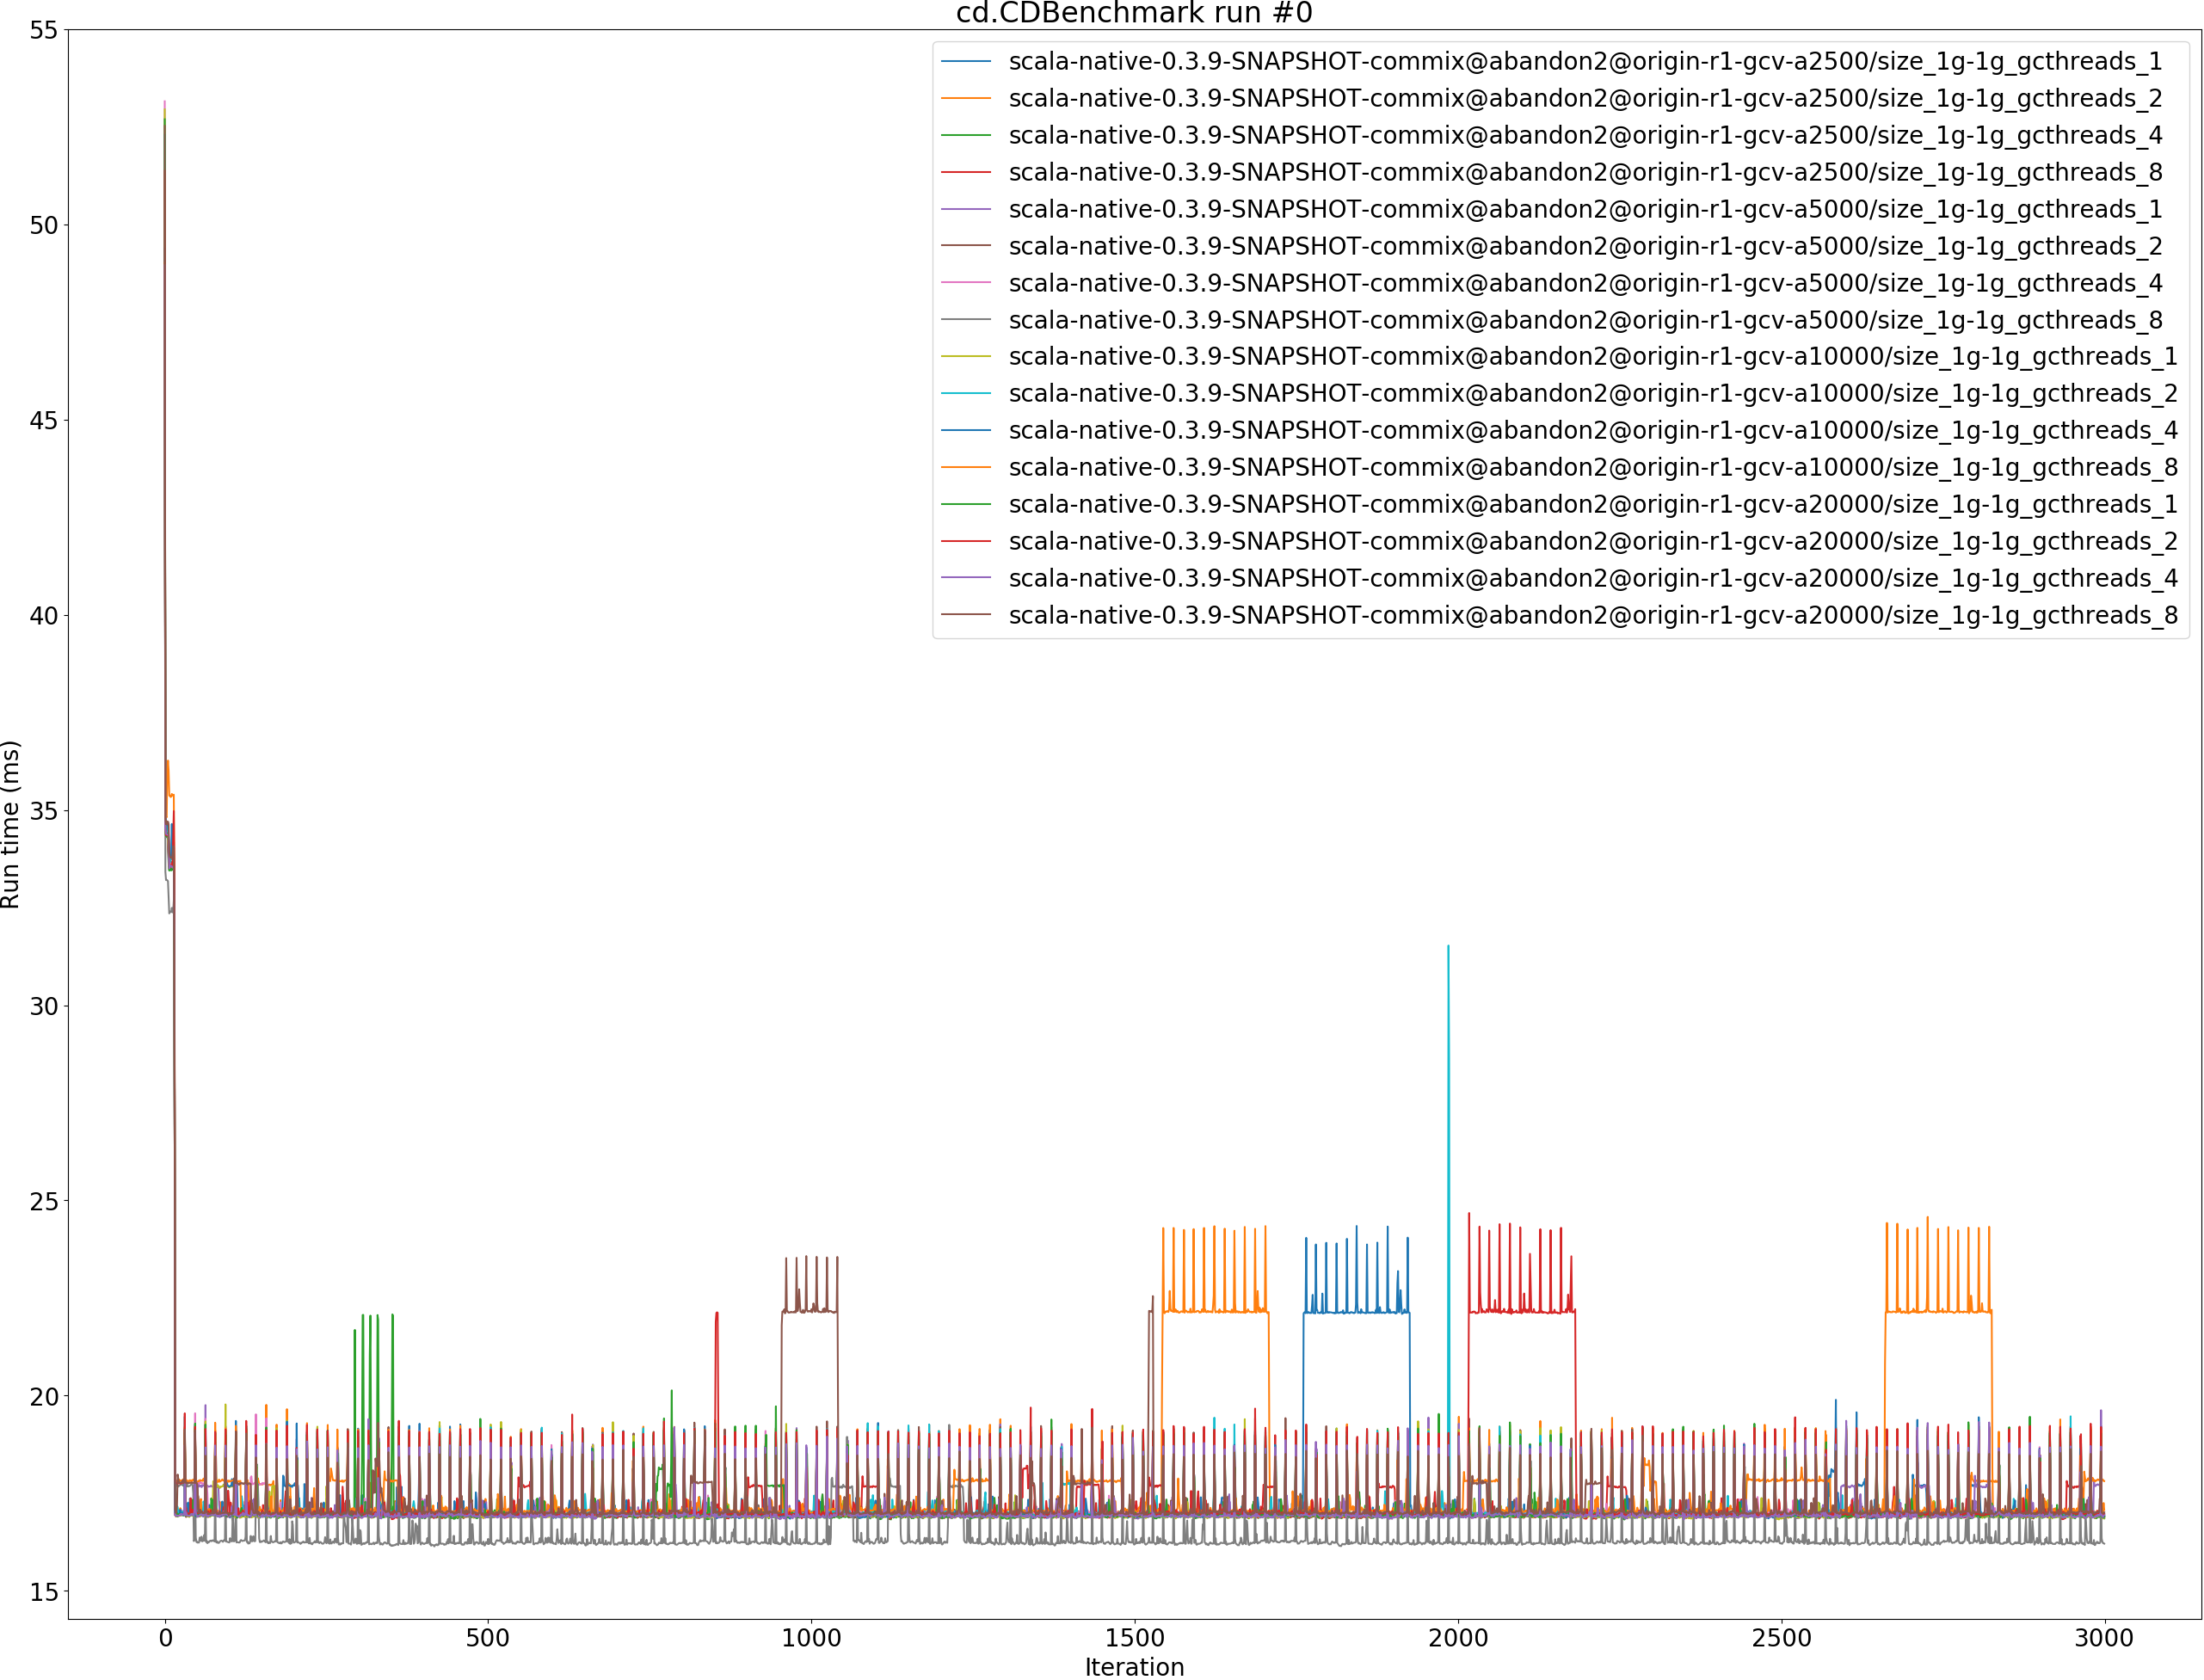 cd.CDBenchmark run #0
55
50
45
40
35
30
25
20
15
Run time (ms)
scala-native-0.3.9-SNAPSHOT-commix@abandon2@origin-r1-gcv-a2500/size_1g-1g_gcthreads_1
scala-native-0.3.9-SNAPSHOT-commix@abandon2@origin-r1-gcv-a2500/size_1g-1g_gcthreads_2
scala-native-0.3.9-SNAPSHOT-commix@abandon2@origin-r1-gcv-a2500/size_1g-1g_gcthreads_4
scala-native-0.3.9-SNAPSHOT-commix@abandon2@origin-r1-gcv-a2500/size_1g-1g_gcthreads_8
scala-native-0.3.9-SNAPSHOT-commix@abandon2@origin-r1-gcv-a5000/size_1g-1g_gcthreads_1
scala-native-0.3.9-SNAPSHOT-commix@abandon2@origin-r1-gcv-a5000/size_1g-1g_gcthreads_2
scala-native-0.3.9-SNAPSHOT-commix@abandon2@origin-r1-gcv-a5000/size_1g-1g_gcthreads_4
scala-native-0.3.9-SNAPSHOT-commix@abandon2@origin-r1-gcv-a5000/size_1g-1g_gcthreads_8
scala-native-0.3.9-SNAPSHOT-commix@abandon2@origin-r1-gcv-a10000/size_1g-1g_gcthreads_1
scala-native-0.3.9-SNAPSHOT-commix@abandon2@origin-r1-gcv-a10000/size_1g-1g_gcthreads_2
scala-native-0.3.9-SNAPSHOT-commix@abandon2@origin-r1-gcv-a10000/size_1g-1g_gcthreads_4
scala-native-0.3.9-SNAPSHOT-commix@abandon2@origin-r1-gcv-a10000/size_1g-1g_gcthreads_8
scala-native-0.3.9-SNAPSHOT-commix@abandon2@origin-r1-gcv-a20000/size_1g-1g_gcthreads_1
scala-native-0.3.9-SNAPSHOT-commix@abandon2@origin-r1-gcv-a20000/size_1g-1g_gcthreads_2
scala-native-0.3.9-SNAPSHOT-commix@abandon2@origin-r1-gcv-a20000/size_1g-1g_gcthreads_4
scala-native-0.3.9-SNAPSHOT-commix@abandon2@origin-r1-gcv-a20000/size_1g-1g_gcthreads_8
0 500 1000 1500 2000 2500 3000
Iteration